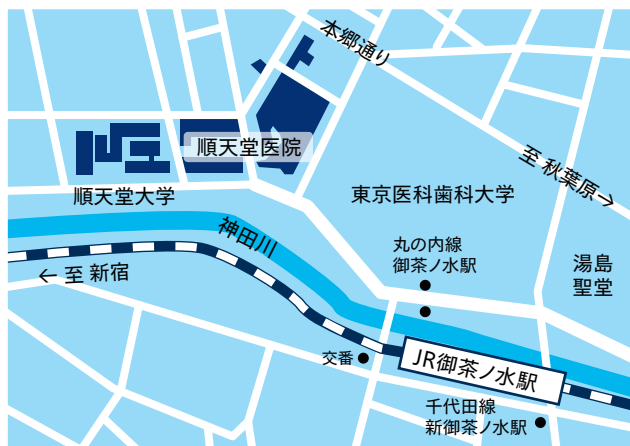 本郷通り
順天堂医院
至 秋葉原→
順天堂大学
東京医科歯科大学
神田川
丸の内線
御茶ノ水駅
湯島
聖堂
← 至 新宿
交番
JR御茶ノ水駅
千代田線
新御茶ノ水駅